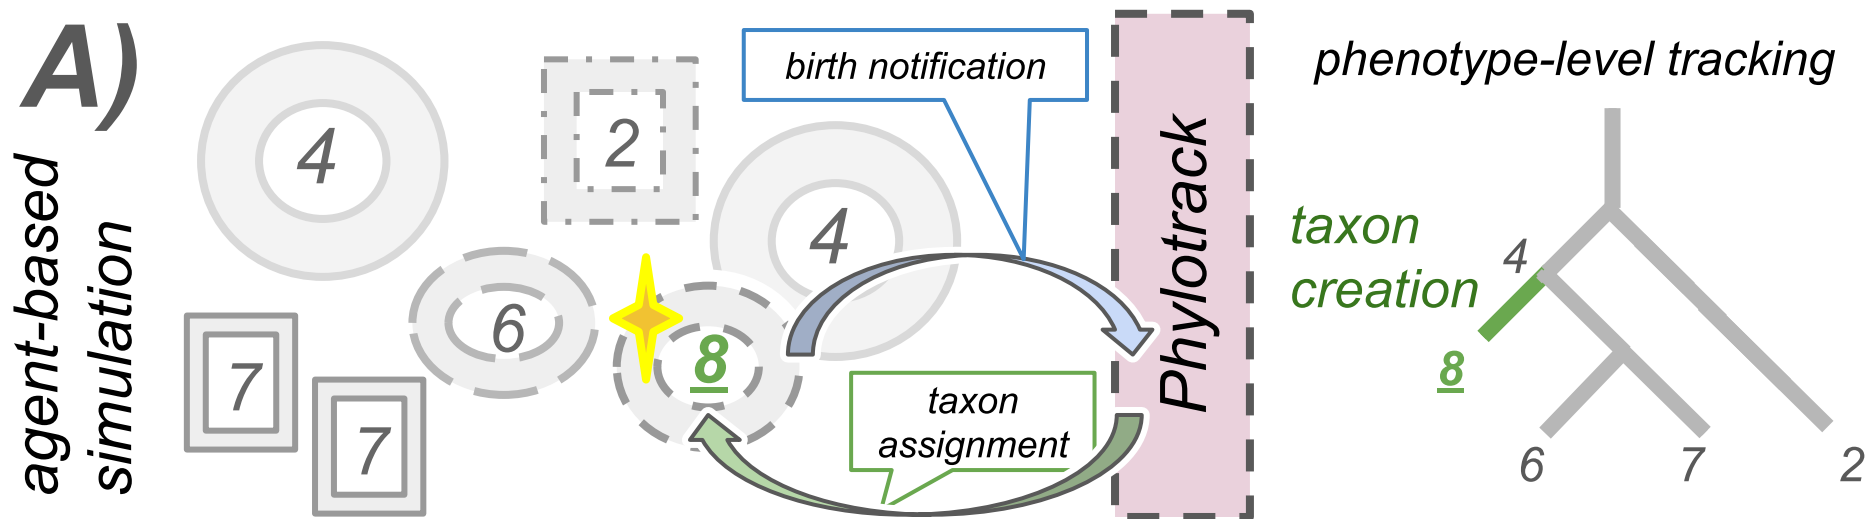 A)
agent-based
simulation
4
2
4
6
8
7
7
birth notification
taxon
assignment
Phylotrack
phenotype-level tracking
taxon
creation
4
8
6
7
2